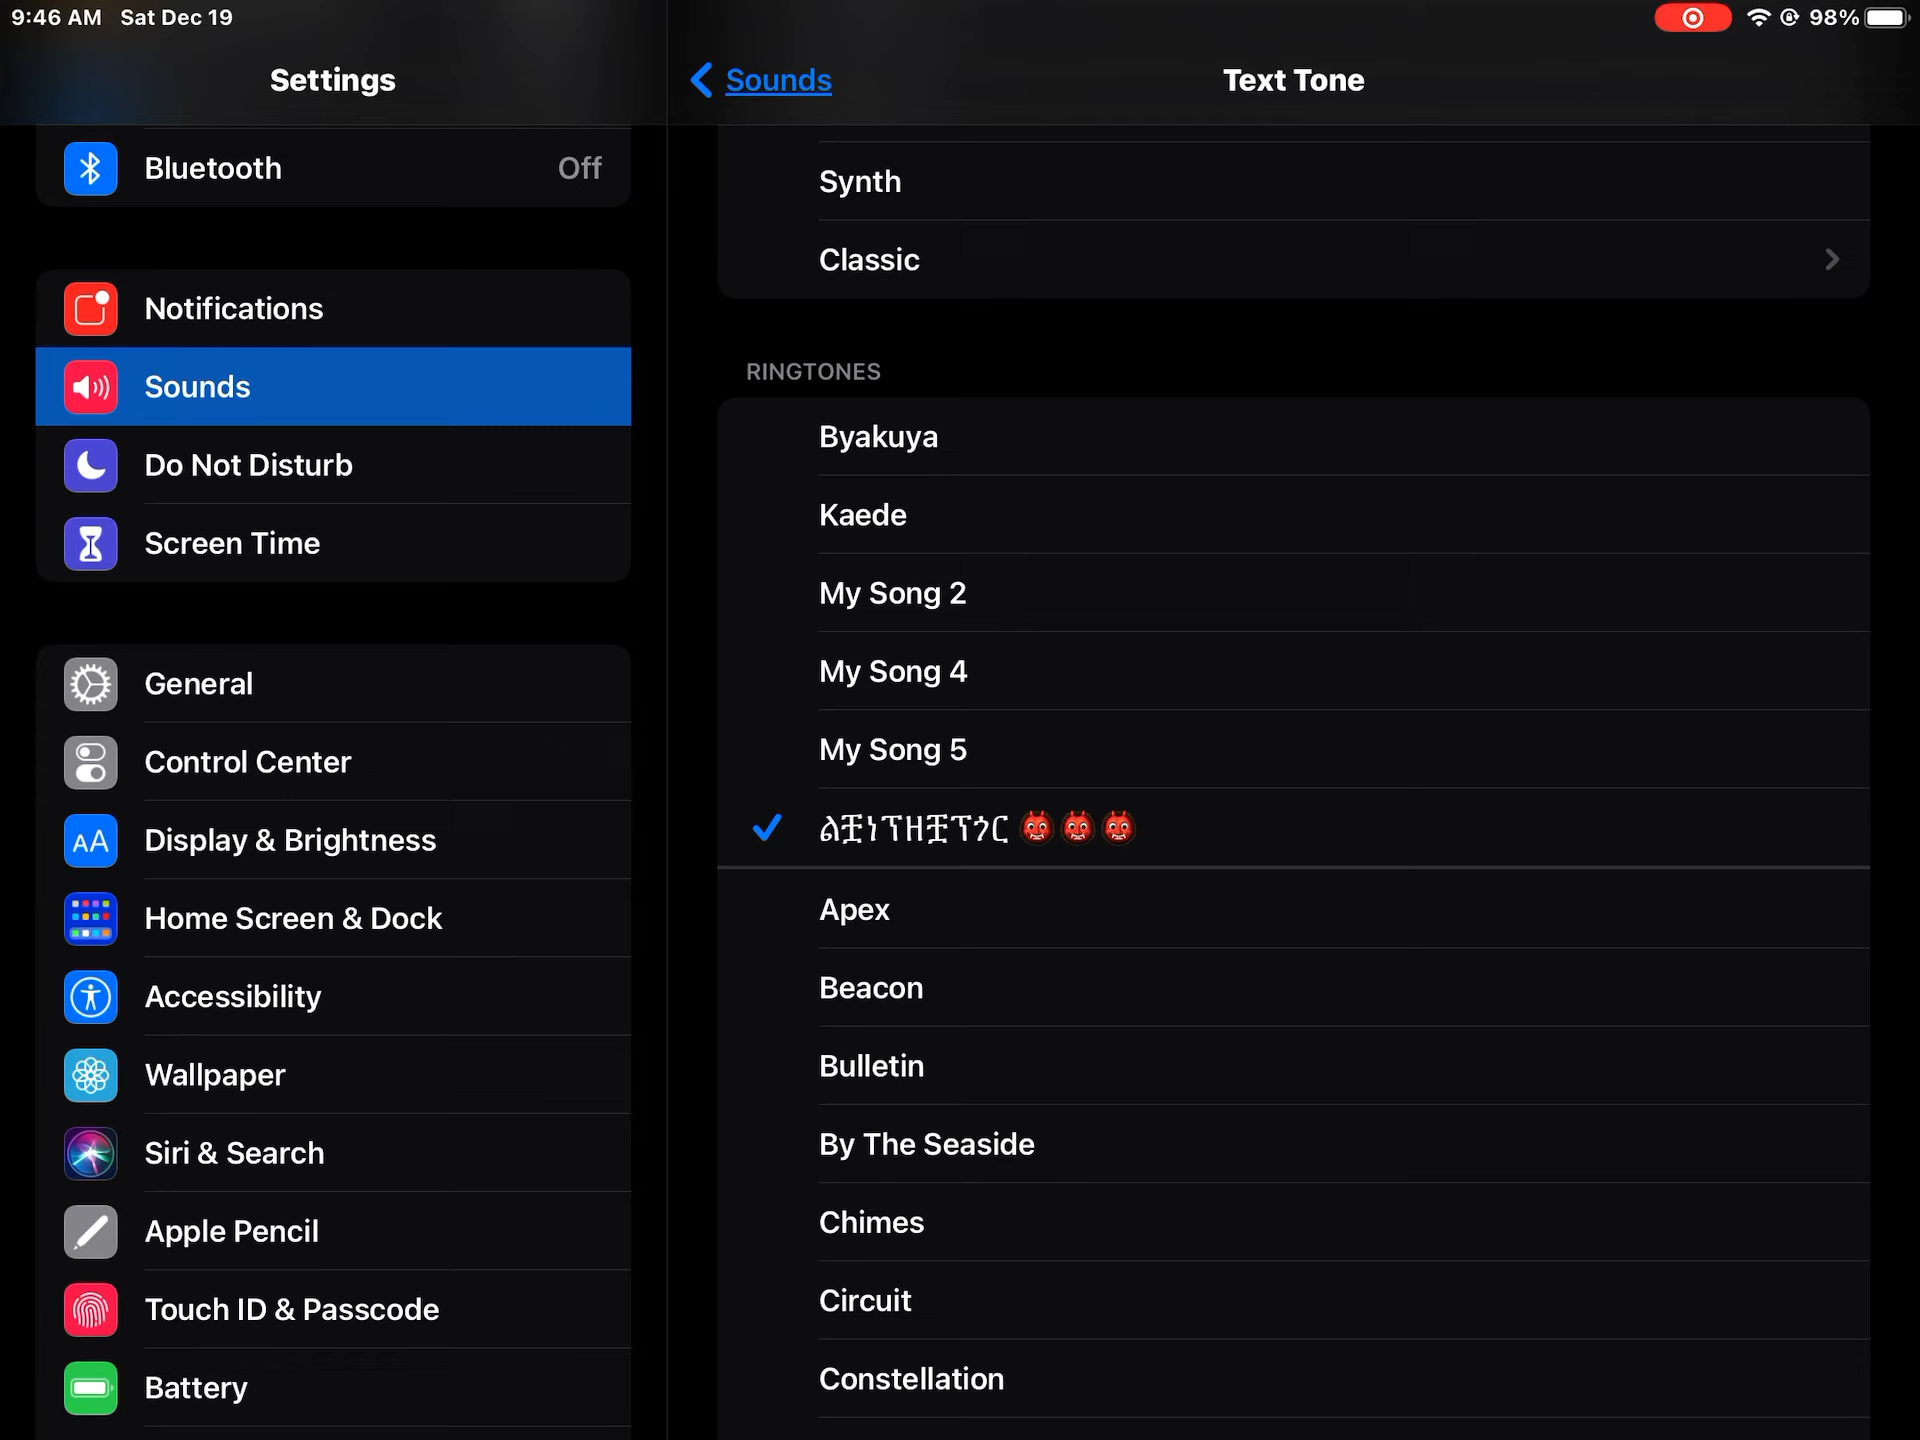 9:46 AM Sat Dec 19
98%
Settings
Sounds
Text Tone
Bluetooth
Off
Notifications
Sounds
Do Not Disturb
Screen Time
General
Control Center
AA
Display & Brightness
Home Screen & Dock
Accessibility
Wallpaper
Siri & Search
Apple Pencil
Touch ID & Passcode
Battery
Synth
Classic
RINGTONES
Byakuya
Kaede
My Song 2
My Song 4
My Song 5
👹👹👹
Apex
Beacon
Bulletin
By The Seaside
Chimes
Circuit
Constellation